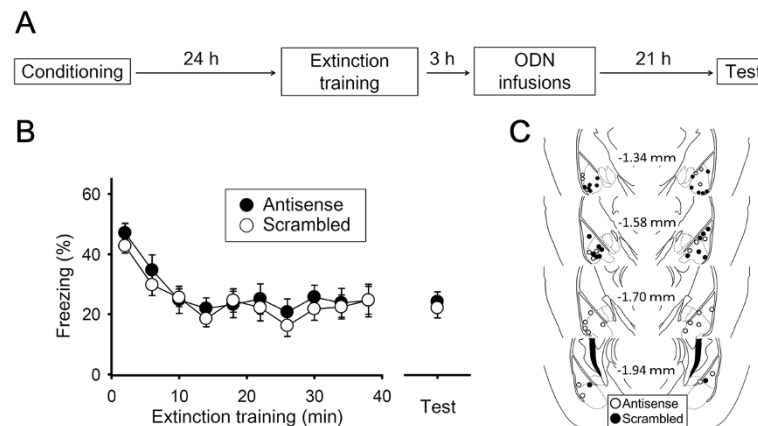 A
Conditioning
24 h
Extinction
training
3 h
ODN
infusions
21 h
Test
B
Antisense
Scrambled
Freezing (%)
60
40
20
0
0 10 20 30 40
Extinction training (min)
Test
C
-1.34 mm
-1.58 mm
-1.70 mm
-1.94 mm
Antisense
Scrambled